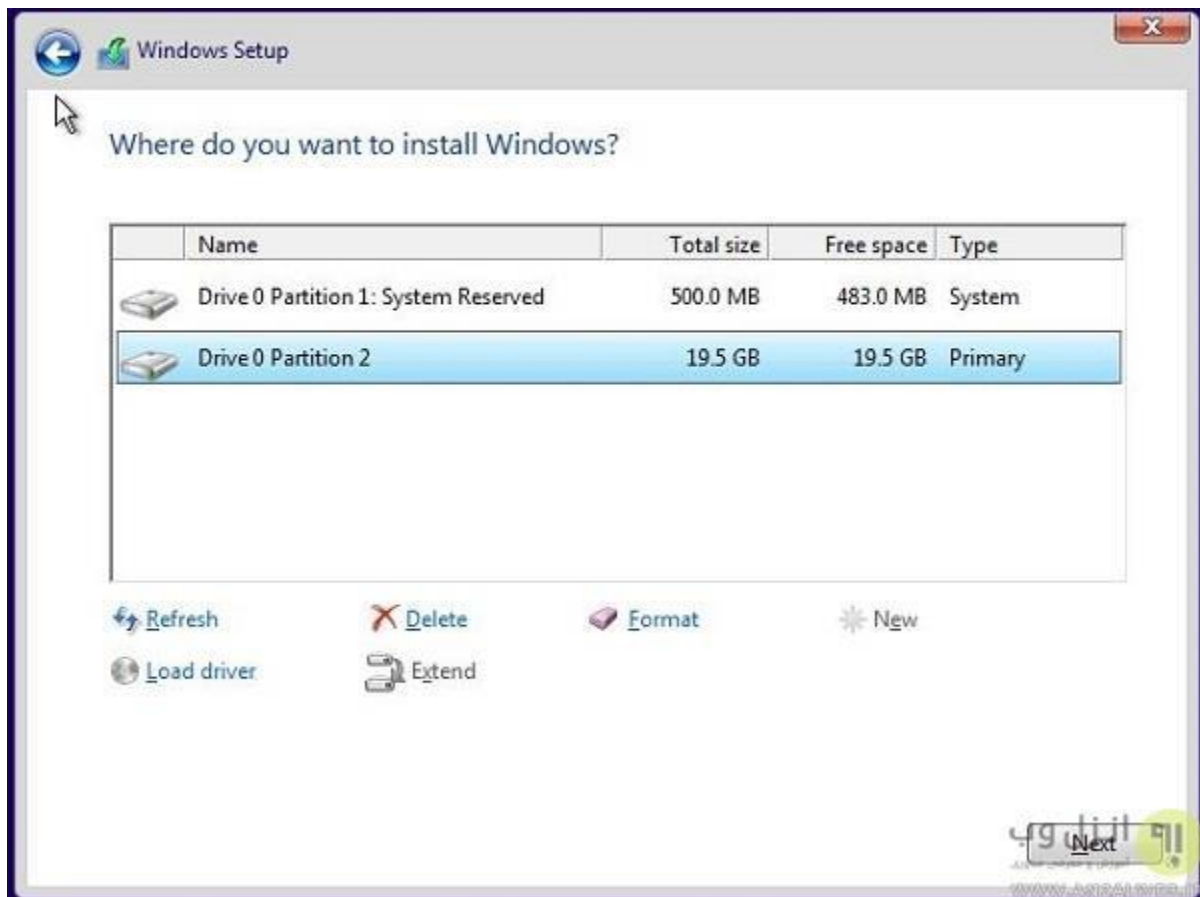 Windows Setup
Where do you want to install Windows?
Name Total size Free space Type
Drive 0 Partition 1: System Reserved 500.0 MB 483.0 MB System
Drive 0 Partition 2 19.5 GB 19.5 GB Primary
Refresh Delete Format New
Load driver Extend
انزل وب
Next